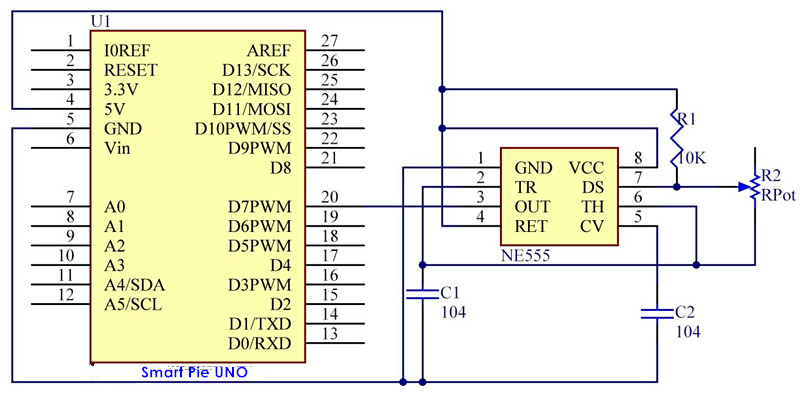 U1
1 I0REF AREF 27
2 RESET D13/SCK 26
3 3.3V D12/MISO 25
4 5V D11/MOSI 24
5 GND D10PWM/SS 23
6 Vin D9PWM 22
D8 21
7 A0 D7PWM 20
8 A1 D6PWM 19
9 A2 D5PWM 18
10 A3 D4 17
11 A4/SDA D3PWM 16
12 A5/SCL D2 15
D1/TXD 14
D0/RXD 13
Smart Pie UNO
1 GND VCC 8
2 TR DS 7
3 OUT TH 6
4 RET CV 5
NE555
R1
10K
R2
RPot
C1
104
C2
104